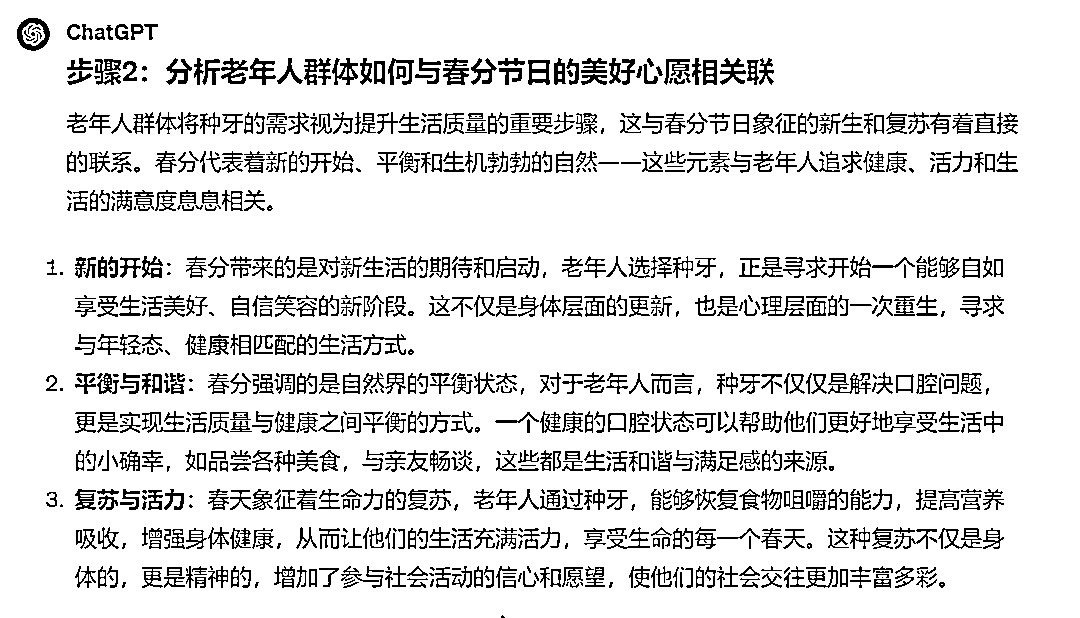 ChatGPT
步骤2：分析老年人群体如何与春分节日的美好心愿相关联
老年人群体将种牙的需求视为提升生活质量的重要步骤，这与春分节日象征的新生和复苏有着直接
的联系。春分代表着新的开始、平衡和生机勃勃的自然——这些元素与老年人追求健康、活力和生
活的满意度息息相关。
1. 新的开始：春分带来的是对新生活的期待和启动，老年人选择种牙，正是寻求开始一个能够自如
享受生活美好、自信笑容的新阶段。这不仅是身体层面的更新，也是心理层面的一次重生，寻求
与年轻态、健康相匹配的生活方式。
2. 平衡与和谐：春分强调的是自然界的平衡状态，对于老年人而言，种牙不仅仅是解决口腔问题，
更是实现生活质量与健康之间平衡的方式。一个健康的口腔状态可以帮助他们更好地享受生活中
的小确幸，如品尝各种美食，与亲友畅谈，这些都是生活和谐与满足感的来源。
3. 复苏与活力：春天象征着生命力的复苏，老年人通过种牙，能够恢复食物咀嚼的能力，提高营养
吸收，增强身体健康，从而让他们的生活充满活力，享受生命的每一个春天。这种复苏不仅是身
体的，更是精神的，增加了参与社会活动的信心和愿望，使他们的社会交往更加丰富多彩。